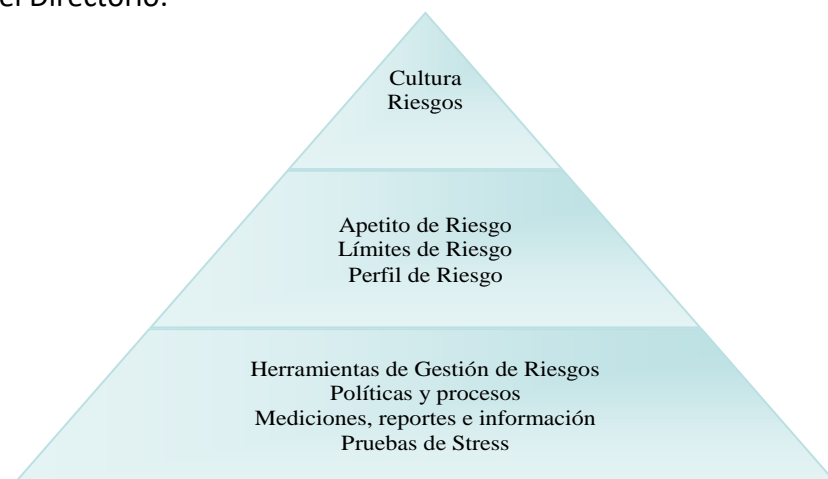 el Directorio.
Cultura
Riesgos
Apetito de Riesgo
Límites de Riesgo
Perfil de Riesgo
Herramientas de Gestión de Riesgos
Políticas y procesos
Mediciones, reportes e información
Pruebas de Stress